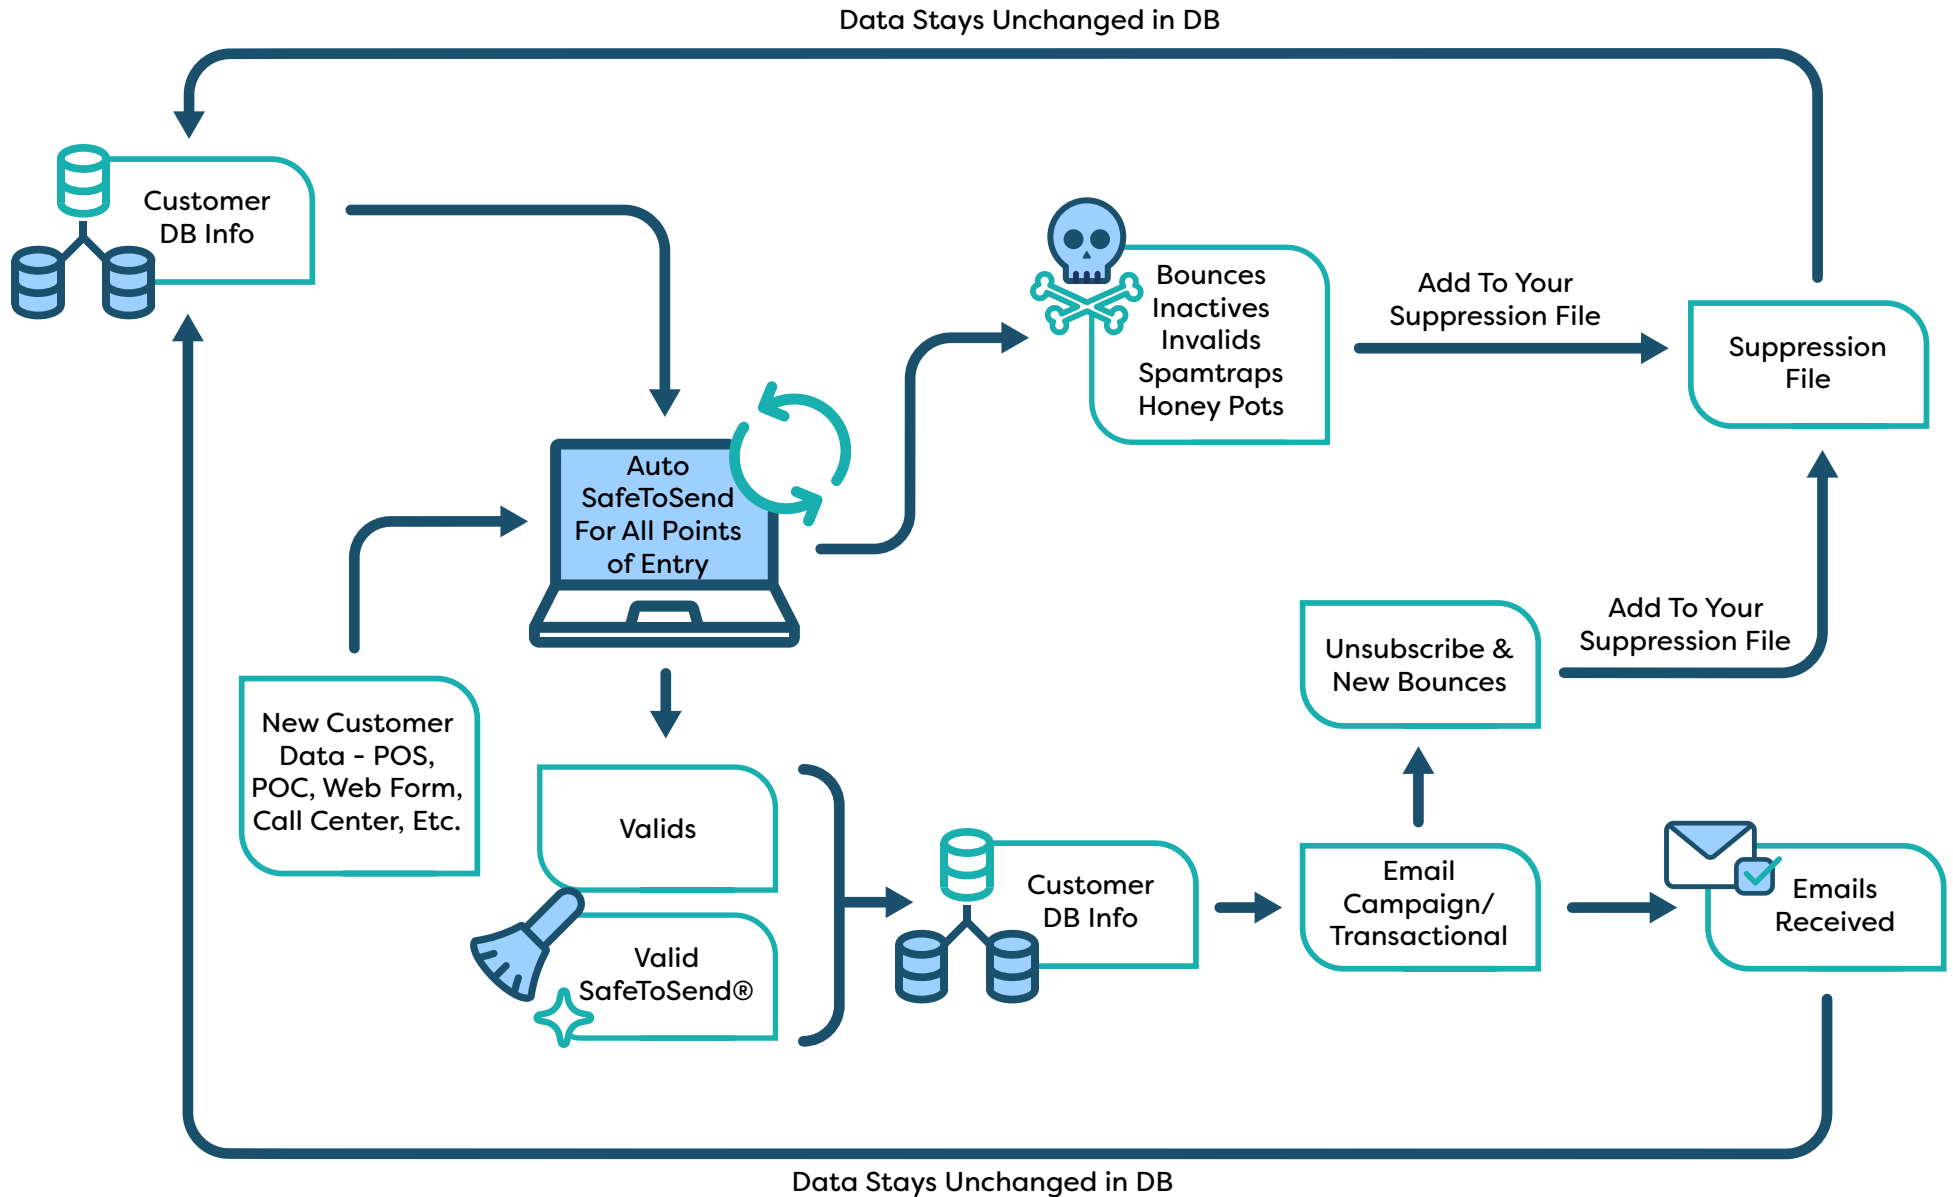 Data Stays Unchanged in DB
Customer
DB Info
Bounces
Inactives
Invalids
Spamtraps
Honey Pots
Add To Your
Suppression File
Suppression
File
Auto
SafeToSend
For All Points
of Entry
Unsubscribe &
New Bounces
Add To Your
Suppression File
New Customer
Data - POS,
POC, Web Form,
Call Center, Etc.
Valids
Valid
SafeToSend®
Customer
DB Info
Email
Campaign/
Transactional
Emails
Received
Data Stays Unchanged in DB